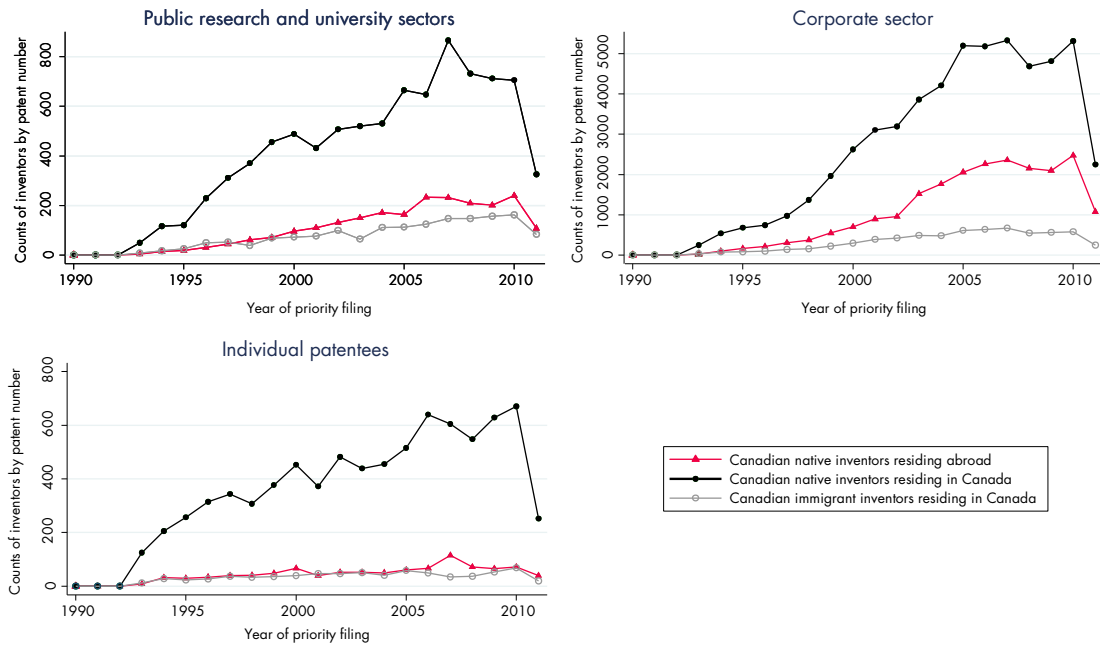 Public research and university sectors
Counts of inventors by patent number
800
600
400
200
0
1990 1995 2000 2005 2010
Year of priority filing
Corporate sector
Counts of inventors by patent number
5000
4000
3000
2000
1000
0
1990 1995 2000 2005 2010
Year of priority filing
Individual patentees
Counts of inventors by patent number
800
600
400
200
0
1990 1995 2000 2005 2010
Year of priority filing
Canadian native inventors residing abroad
Canadian native inventors residing in Canada
Canadian immigrant inventors residing in Canada